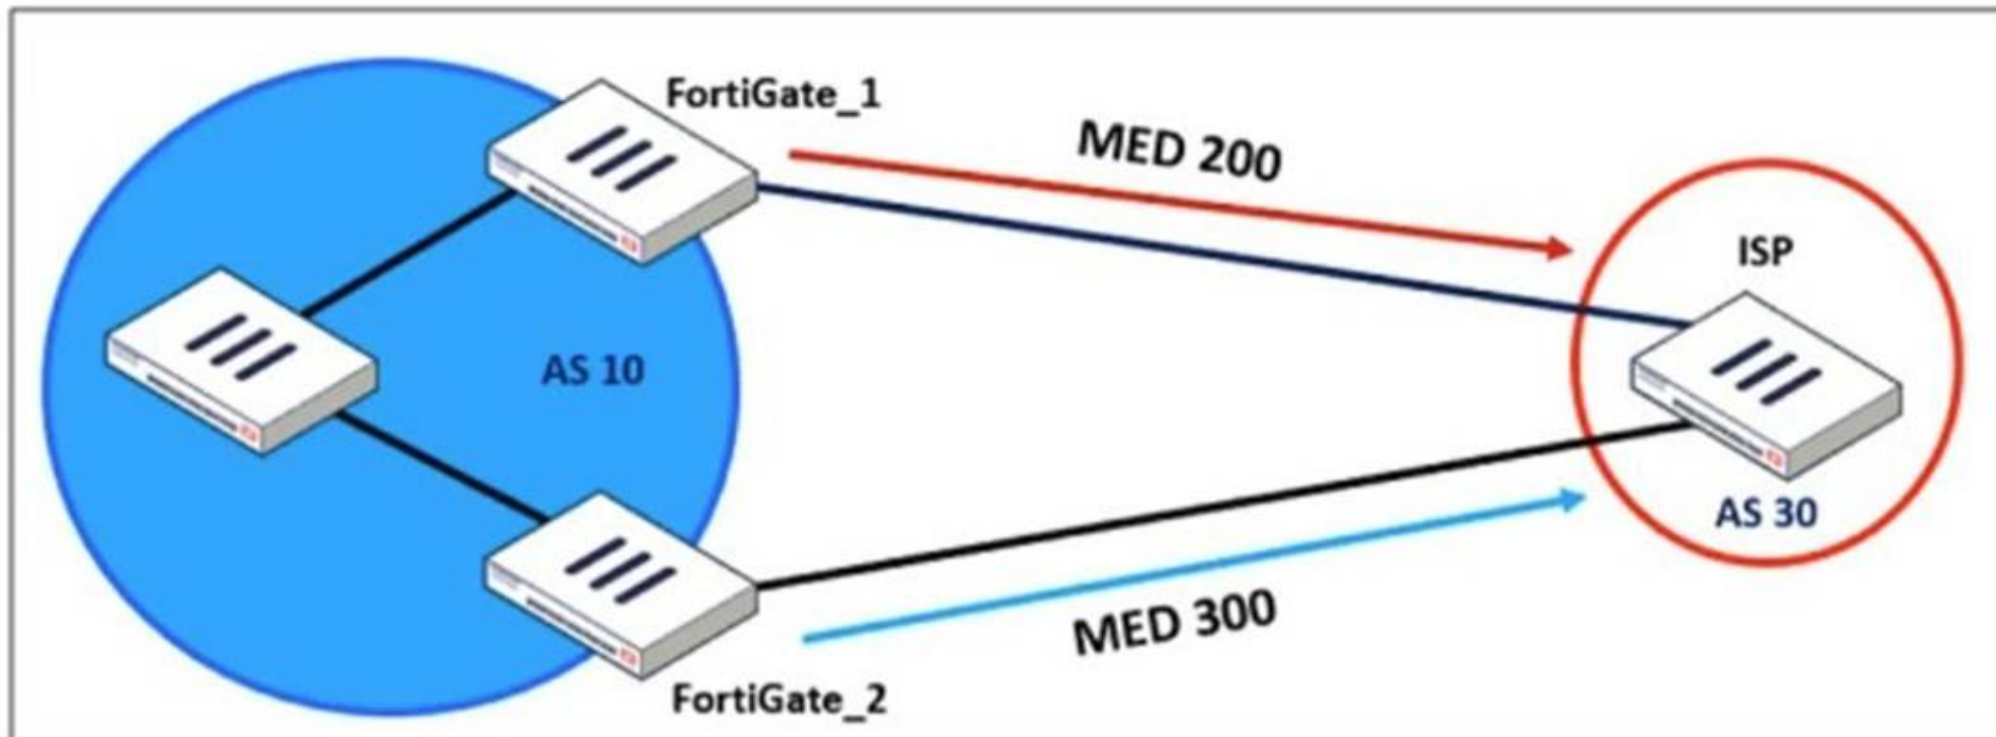 FortiGate_1
MED 200
ISP
AS 10
AS 30
MED 300
FortiGate_2